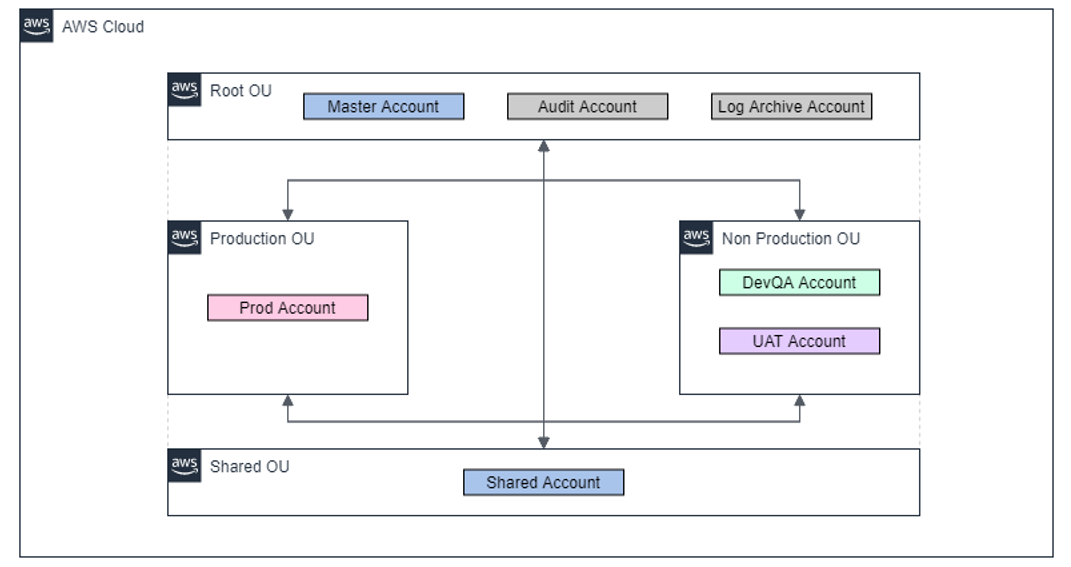 aws AWS Cloud
aws Root OU
Master Account
Audit Account
Log Archive Account
aws Production OU
Prod Account
aws Non Production OU
DevQA Account
UAT Account
aws Shared OU
Shared Account